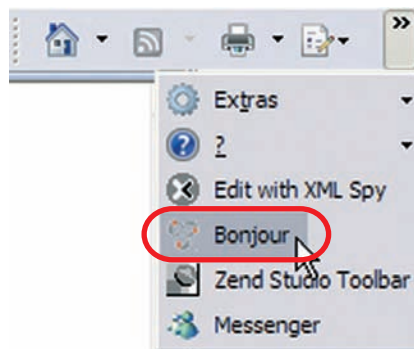 »
Extras
?
Edit with XML Spy
Bonjour
Zend Studio Toolbar
Messenger